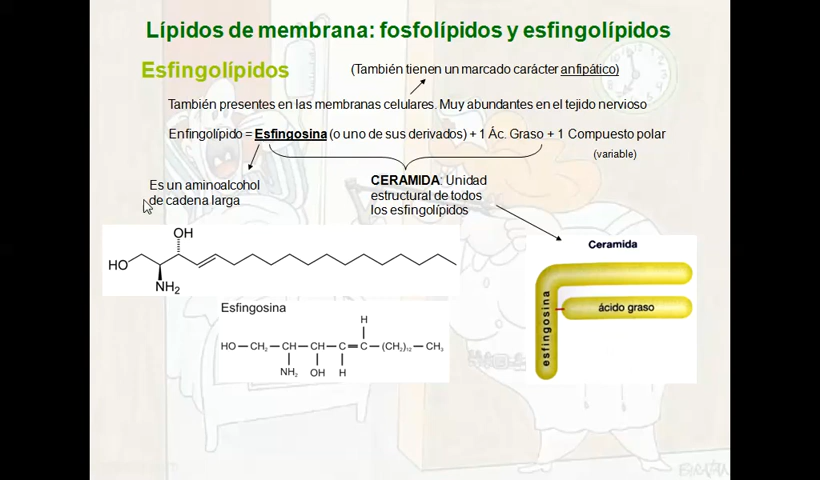 Lípidos de membrana: fosfolípidos y esfingolípidos
Esfingolípidos
(También tienen un marcado carácter anfipático)
También presentes en las membranas celulares. Muy abundantes en el tejido nervioso
Enfingolípido = Esfingosina (o uno de sus derivados) + 1 Ác. Graso + 1 Compuesto polar
(variable)
Es un aminoalcohol
de cadena larga
CERAMIDA: Unidad
estructural de todos
los esfingolípidos
OH
HO
NH₂
Esfingosina
H
HO—CH₂—CH—CH—C=C—(CH₂)₁₂—CH₃
NH₂ OH H
Ceramida
esfingosina
ácido graso